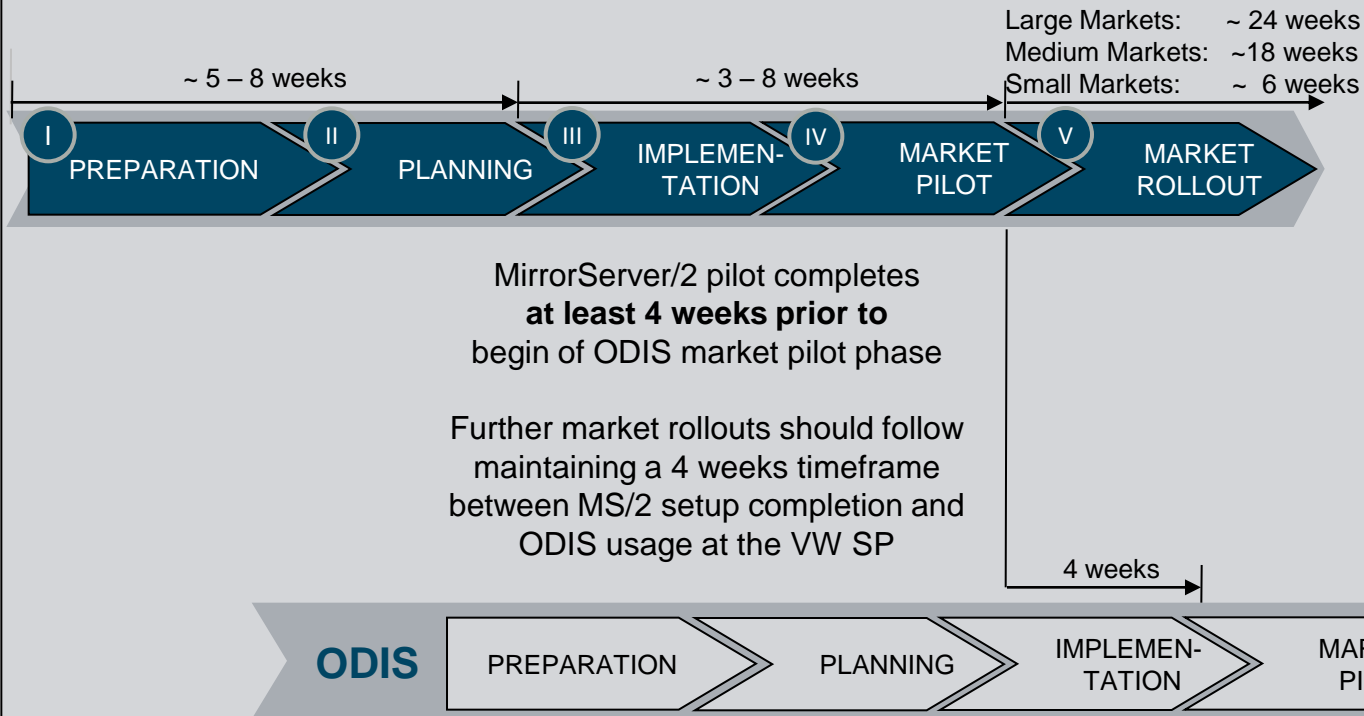 Large Markets: ~ 24 weeks
Medium Markets: ~18 weeks
Small Markets: ~ 6 weeks
~ 5 – 8 weeks
~ 3 – 8 weeks
I
II
III
IV
V
PREPARATION
PLANNING
IMPLEMEN-
TATION
MARKET
PILOT
MARKET
ROLLOUT
MirrorServer/2 pilot completes
at least 4 weeks prior to
begin of ODIS market pilot phase
Further market rollouts should follow
maintaining a 4 weeks timeframe
between MS/2 setup completion and
ODIS usage at the VW SP
4 weeks
ODIS
PREPARATION
PLANNING
IMPLEMEN-
TATION